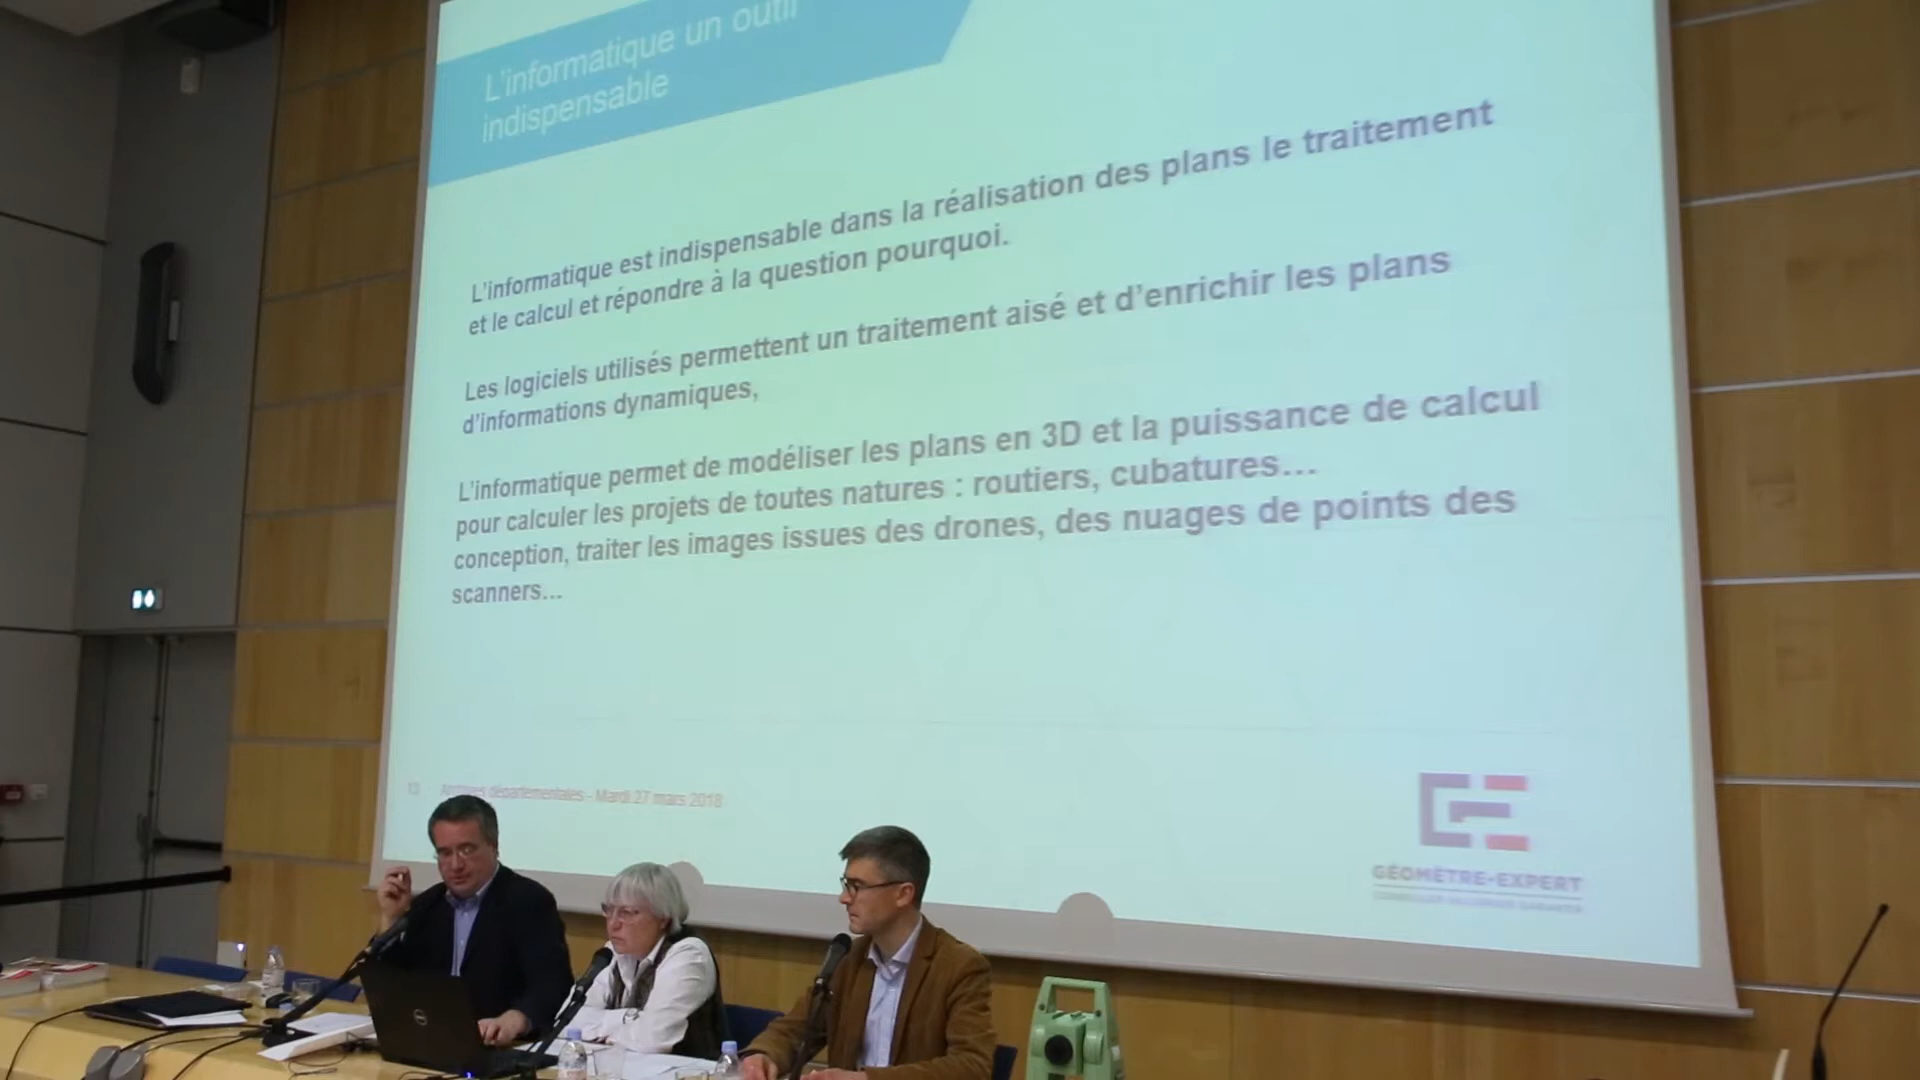 L'informatique un outil
indispensable
L'informatique est indispensable dans la réalisation des plans le traitement
et le calcul et répondre à la question pourquoi.
Les logiciels utilisés permettent un traitement aisé et d'enrichir les plans
d'informations dynamiques,
L'informatique permet de modéliser les plans en 3D et la puissance de calcul
pour calculer les projets de toutes natures : routiers, cubatures...
conception, traiter les images issues des drones, des nuages de points des
scanners...
13 Archives départementales - Mardi 27 mars 2018
GÉOMÈTRE-EXPERT
DELL